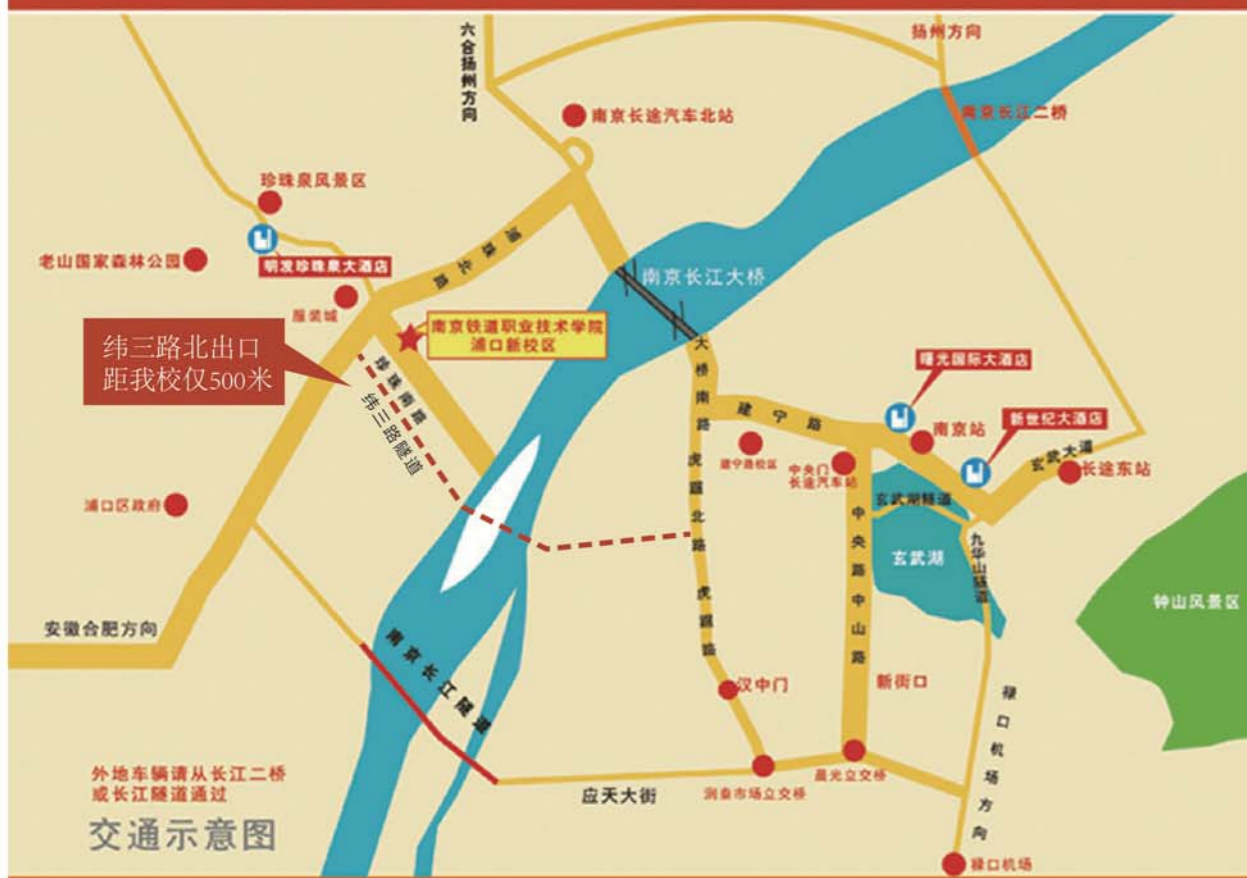 六合扬州方向
扬州方向
南京长江二桥
南京长途汽车北站
珍珠泉风景区
老山国家森林公园
明发珍珠泉大酒店
服装城
浦珠北路
南京长江大桥
南京铁道职业技术学院
浦口新校区
纬三路北出口
距我校仅500米
珍珠南路
纬三路隧道
大桥南路
建宁路
曙光国际大酒店
南京站
新世纪大酒店
玄武大道
长途东站
建宁路校区
中央门
长途汽车站
虎踞北路
浦口区政府
玄武湖隧道
玄武湖
九华山隧道
中央路
中山路
钟山风景区
虎踞路
安徽合肥方向
南京长江隧道
汉中门
新街口
禄口机场方向
外地车辆请从长江二桥
或长江隧道通过
交通示意图
应天大街
润泰市场立交桥
晨光立交桥
禄口机场